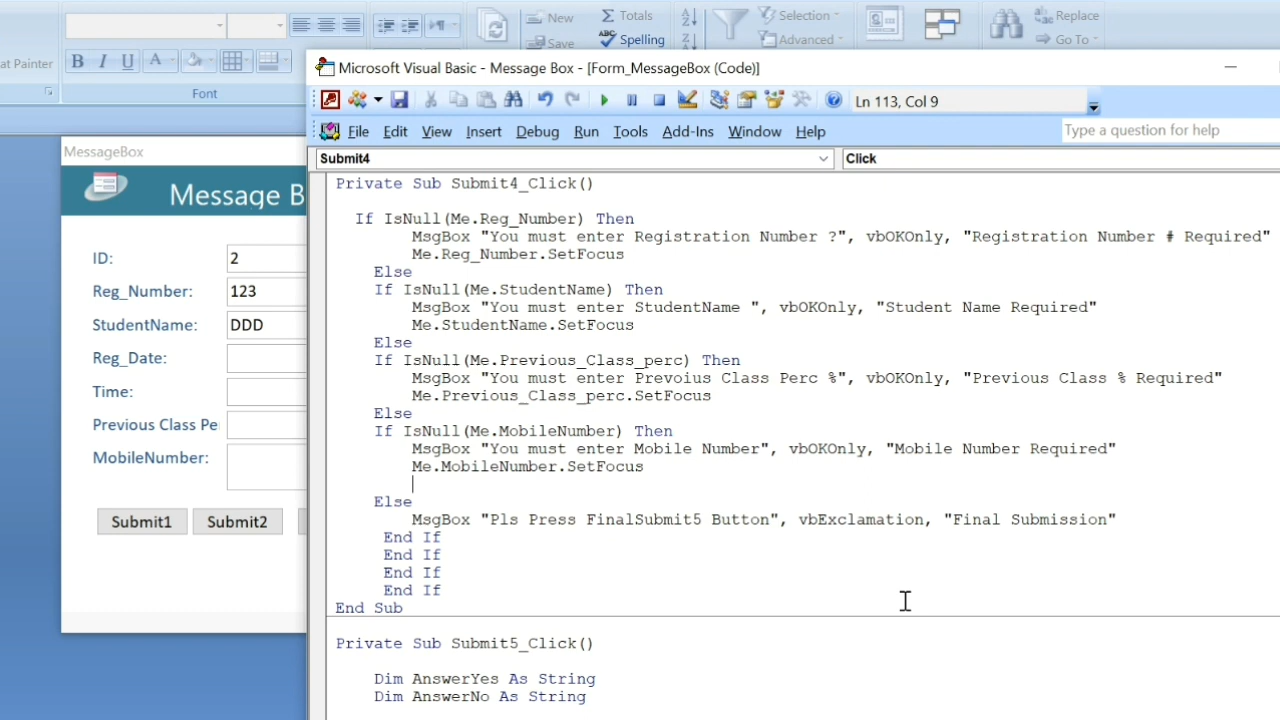 New
Totals
Selection
Replace
at Painter
B I U A
Save
Spelling
Advanced
Go To
Font
Microsoft Visual Basic - Message Box - [Form_MessageBox (Code)]
Ln 113, Col 9
File Edit View Insert Debug Run Tools Add-Ins Window Help
Type a question for help
Submit4
Click
MessageBox
Message B
ID: 2
Reg_Number: 123
StudentName: DDD
Reg_Date:
Time:
Previous Class Pe
MobileNumber:
Submit1 Submit2
Private Sub Submit4_Click()
If IsNull(Me.Reg_Number) Then
MsgBox "You must enter Registration Number ?", vbOKOnly, "Registration Number # Required"
Me.Reg_Number.SetFocus
Else
If IsNull(Me.StudentName) Then
MsgBox "You must enter StudentName ", vbOKOnly, "Student Name Required"
Me.StudentName.SetFocus
Else
If IsNull(Me.Previous_Class_perc) Then
MsgBox "You must enter Prevoius Class Perc %", vbOKOnly, "Previous Class % Required"
Me.Previous_Class_perc.SetFocus
Else
If IsNull(Me.MobileNumber) Then
MsgBox "You must enter Mobile Number", vbOKOnly, "Mobile Number Required"
Me.MobileNumber.SetFocus
Else
MsgBox "Pls Press FinalSubmit5 Button", vbExclamation, "Final Submission"
End If
End If
End If
End If
End Sub
Private Sub Submit5_Click()
Dim AnswerYes As String
Dim AnswerNo As String